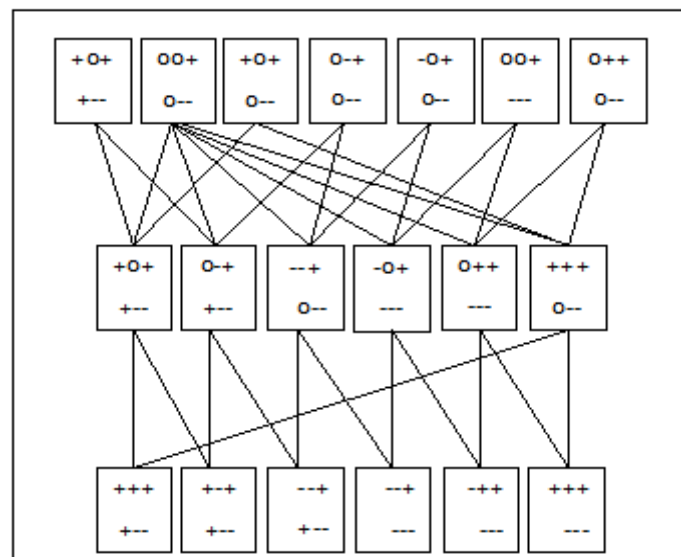 +O+ OO+ +O+ O-+ -O+ OO+ O++
+-- O-- O-- O-- O-- --- O--
+O+ O-+ --+ -O+ O++ +++
+-- +-- O-- --- --- O--
+++ +-+ --+ --+ -++ +++
+-- +-- +-- --- --- ---